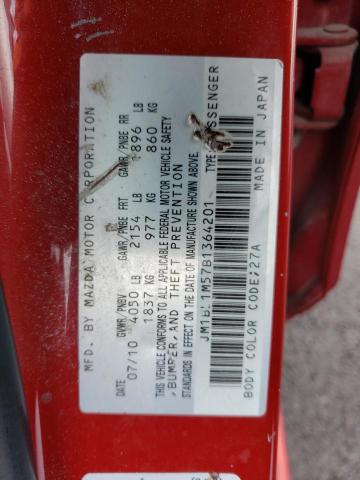 MFD. BY MAZDA MOTOR CORPORATION
DATE GVWR/PNBV GAWR/PNBE FRT GAWR/PNBE RR
07/10 4050 LB 2154 LB 1896 LB
1837 KG 977 KG 860 KG
THIS VEHICLE CONFORMS TO ALL APPLICABLE FEDERAL MOTOR VEHICLE SAFETY
, BUMPER, AND THEFT PREVENTION
STANDARDS IN EFFECT ON THE DATE OF MANUFACTURE SHOWN ABOVE.
JM1BL1M57B1364201 TYPE
BODY COLOR CODE:27A MADE IN JAPAN